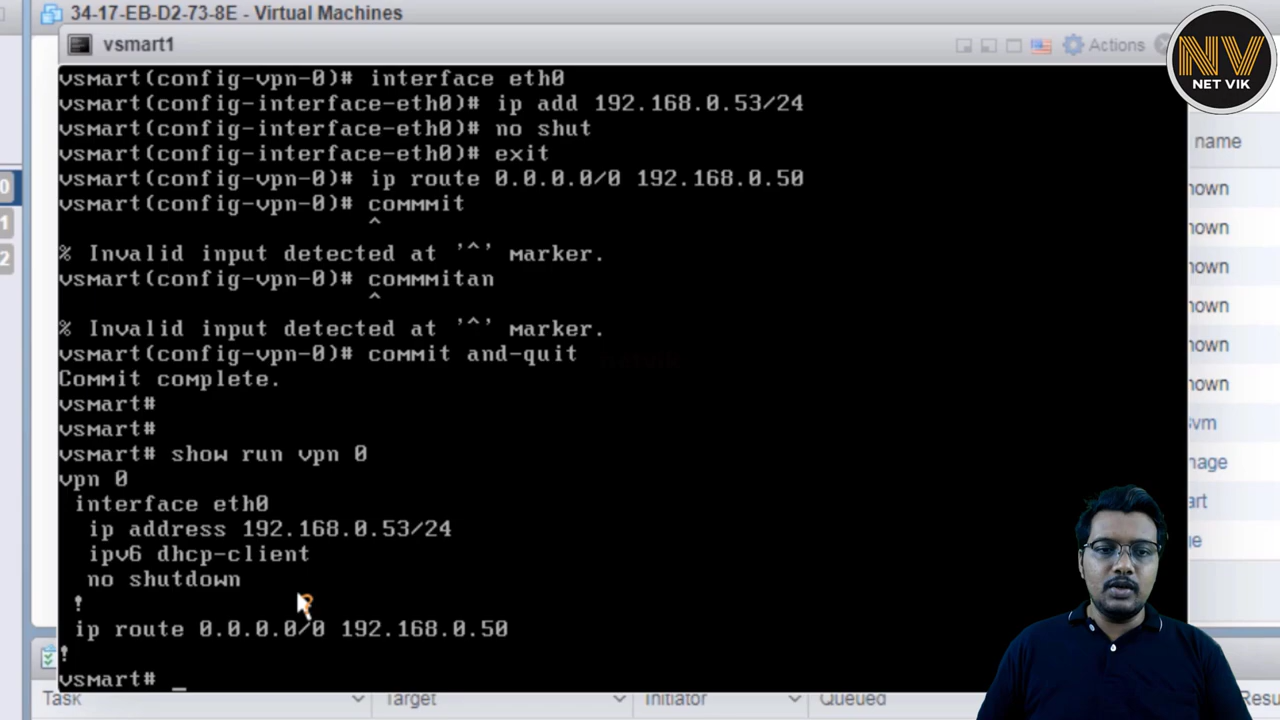 34-17-EB-D2-73-8E - Virtual Machines
vsmart1
Actions
NV
NET VIK
vsmart(config-vpn-0)# interface eth0
vsmart(config-interface-eth0)# ip add 192.168.0.53/24
vsmart(config-interface-eth0)# no shut
vsmart(config-interface-eth0)# exit
vsmart(config-vpn-0)# ip route 0.0.0.0/0 192.168.0.50
vsmart(config-vpn-0)# commmit
^
% Invalid input detected at '^' marker.
vsmart(config-vpn-0)# commmitan
^
% Invalid input detected at '^' marker.
vsmart(config-vpn-0)# commit and-quit
Commit complete.
vsmart#
vsmart#
vsmart# show run vpn 0
vpn 0
interface eth0
ip address 192.168.0.53/24
ipv6 dhcp-client
no shutdown
!
ip route 0.0.0.0/0 192.168.0.50
!
vsmart# _
name
Task
Target
Initiator
Queued